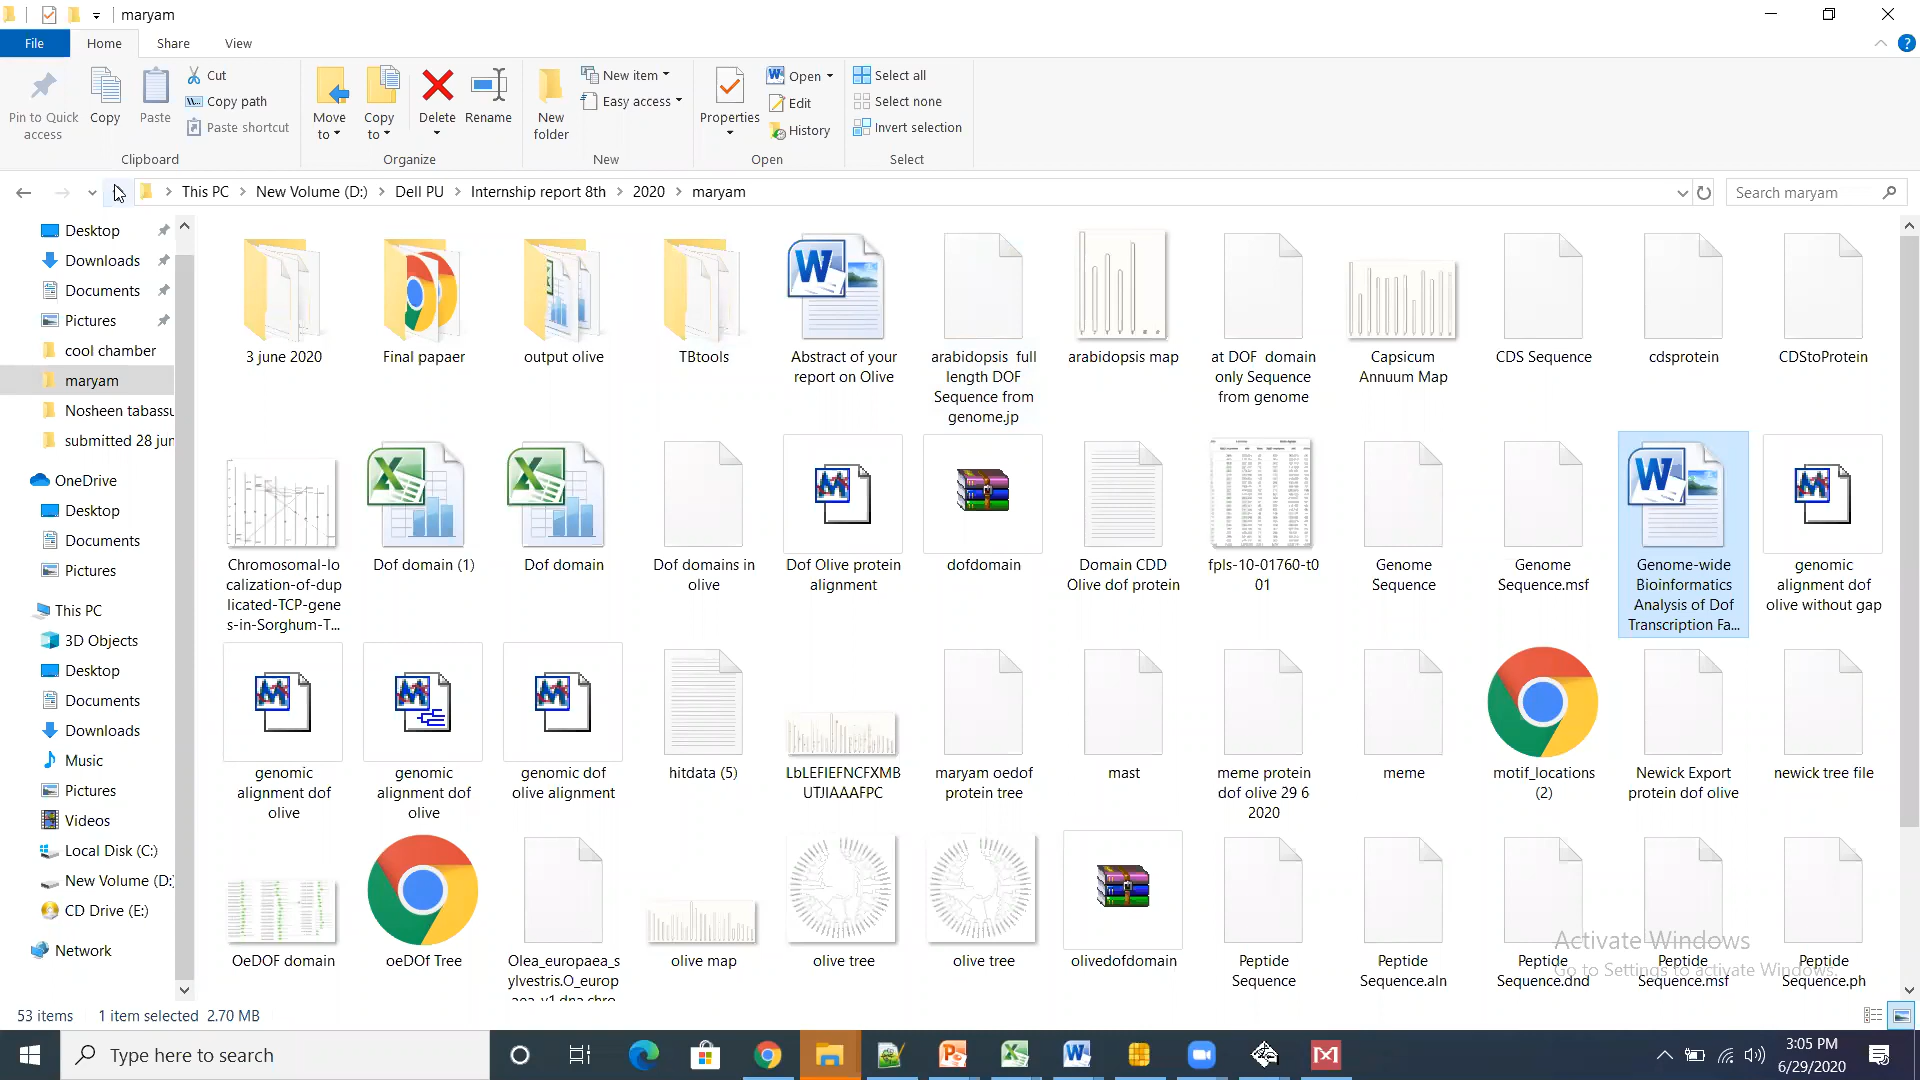 maryam
File
Home
Share
View
Pin to Quick
access
Copy
Paste
Cut
Copy path
Paste shortcut
Clipboard
Move
to
Copy
to
Delete
Rename
Organize
New
folder
New item
Easy access
New
Properties
Open
Edit
History
Open
Select all
Select none
Invert selection
Select
This PC
New Volume (D:)
Dell PU
Internship report 8th
2020
maryam
Search maryam
Desktop
Downloads
Documents
Pictures
cool chamber
maryam
Nosheen tabassu
submitted 28 jun
OneDrive
Desktop
Documents
Pictures
This PC
3D Objects
Desktop
Documents
Downloads
Music
Pictures
Videos
Local Disk (C:)
New Volume (D:)
CD Drive (E:)
Network
3 june 2020
Final papaer
output olive
TBtools
Abstract of your
report on Olive
arabidopsis full
length DOF
Sequence from
genome.jp
arabidopsis map
at DOF domain
only Sequence
from genome
Capsicum
Annuum Map
CDS Sequence
cdsprotein
CDStoProtein
Chromosomal-lo
calization-of-dup
licated-TCP-gene
s-in-Sorghum-T...
Dof domain (1)
Dof domain
Dof domains in
olive
Dof Olive protein
alignment
dofdomain
Domain CDD
Olive dof protein
fpls-10-01760-t0
01
Genome
Sequence
Genome
Sequence.msf
Genome-wide
Bioinformatics
Analysis of Dof
Transcription Fa...
genomic
alignment dof
olive without gap
genomic
alignment dof
olive
genomic
alignment dof
olive
genomic dof
olive alignment
hitdata (5)
LbLEFIEFNCFXMB
UTJIAAAFPC
maryam oedof
protein tree
mast
meme protein
dof olive 29 6
2020
meme
motif_locations
(2)
Newick Export
protein dof olive
newick tree file
OeDOF domain
oeDOf Tree
Olea_europaea_s
ylvestris.O_europ
aea_v1.dna.chro
olive map
olive tree
olive tree
olivedofdomain
Peptide
Sequence
Peptide
Sequence.aln
Peptide
Sequence.dnd
Peptide
Sequence.msf
Peptide
Sequence.ph
Activate Windows
Go to Settings to activate Windows.
53 items
1 item selected 2.70 MB
Type here to search
3:05 PM
6/29/2020